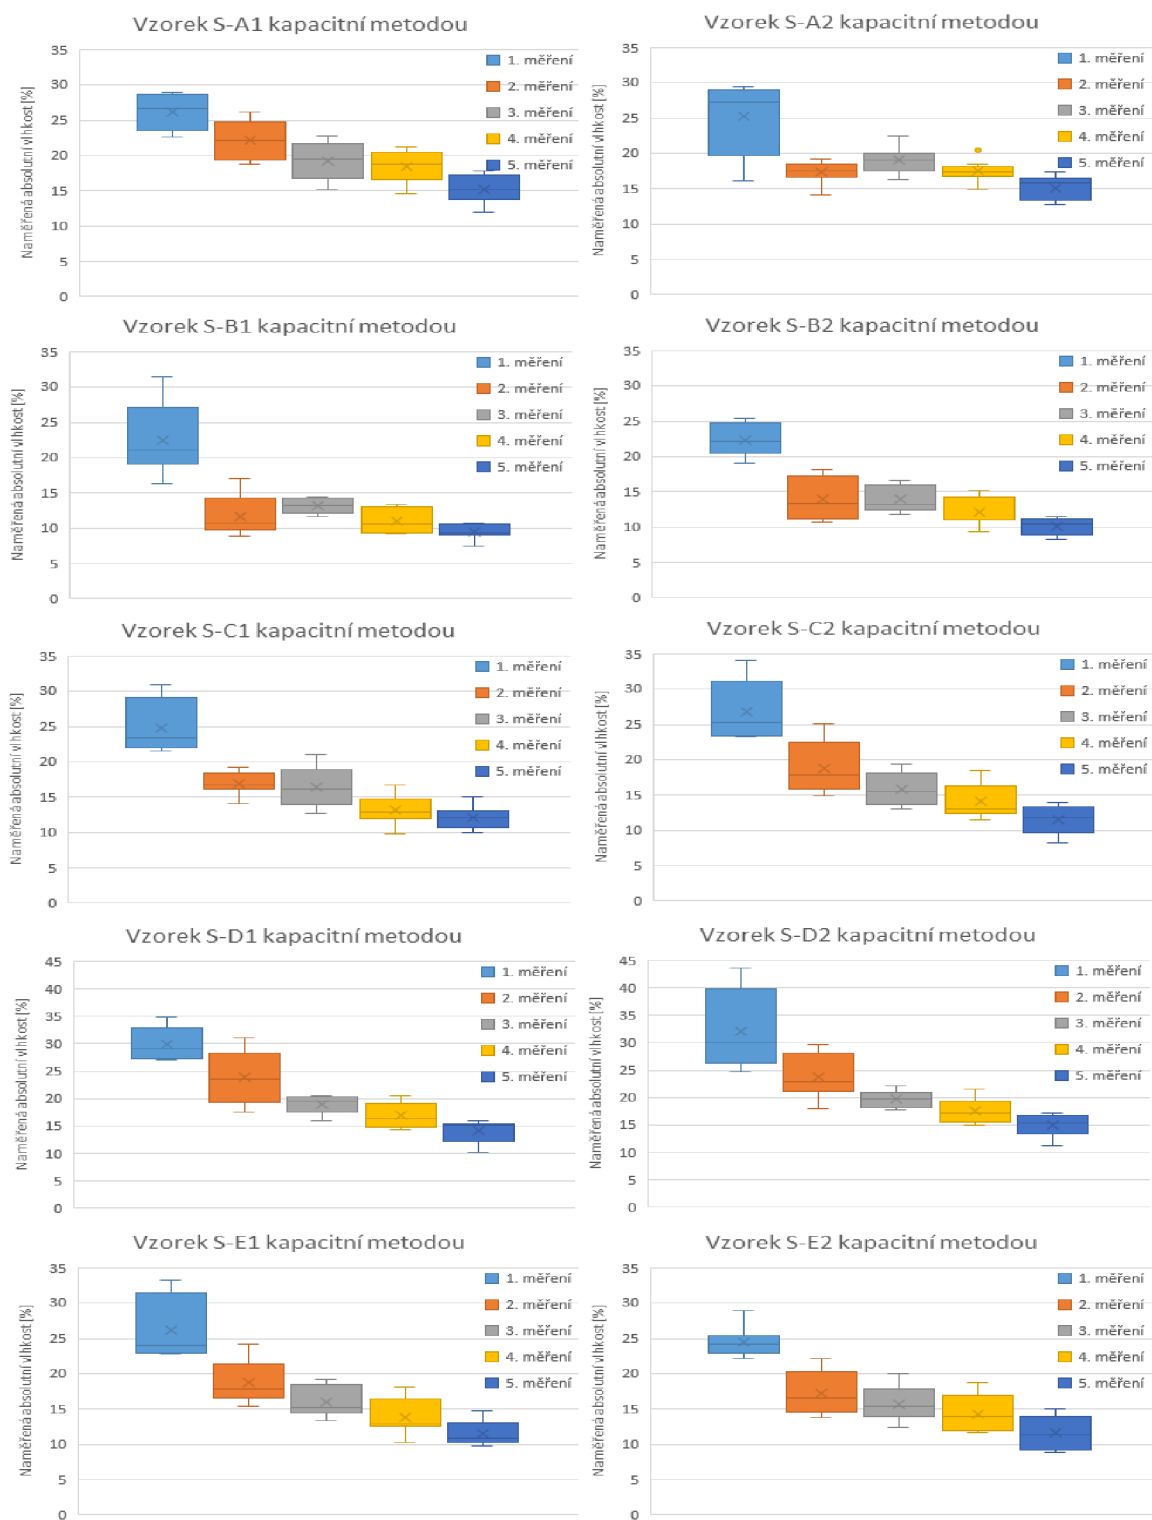 Vzorek S-A1 kapacitní metodou
Naměřená absolutní vlhkost [%]
35
30
25
20
15
10
5
0
1. měření
2. měření
3. měření
4. měření
5. měření
Vzorek S-A2 kapacitní metodou
Naměřená absolutní vlhkost [%]
35
30
25
20
15
10
5
0
1. měření
2. měření
3. měření
4. měření
5. měření
Vzorek S-B1 kapacitní metodou
Naměřená absolutní vlhkost [%]
35
30
25
20
15
10
5
0
1. měření
2. měření
3. měření
4. měření
5. měření
Vzorek S-B2 kapacitní metodou
Naměřená absolutní vlhkost [%]
35
30
25
20
15
10
5
0
1. měření
2. měření
3. měření
4. měření
5. měření
Vzorek S-C1 kapacitní metodou
Naměřená absolutní vlhkost [%]
35
30
25
20
15
10
5
0
1. měření
2. měření
3. měření
4. měření
5. měření
Vzorek S-C2 kapacitní metodou
Naměřená absolutní vlhkost [%]
35
30
25
20
15
10
5
0
1. měření
2. měření
3. měření
4. měření
5. měření
Vzorek S-D1 kapacitní metodou
Naměřená absolutní vlhkost [%]
45
40
35
30
25
20
15
10
5
0
1. měření
2. měření
3. měření
4. měření
5. měření
Vzorek S-D2 kapacitní metodou
Naměřená absolutní vlhkost [%]
45
40
35
30
25
20
15
10
5
0
1. měření
2. měření
3. měření
4. měření
5. měření
Vzorek S-E1 kapacitní metodou
Naměřená absolutní vlhkost [%]
35
30
25
20
15
10
5
0
1. měření
2. měření
3. měření
4. měření
5. měření
Vzorek S-E2 kapacitní metodou
Naměřená absolutní vlhkost [%]
35
30
25
20
15
10
5
0
1. měření
2. měření
3. měření
4. měření
5. měření